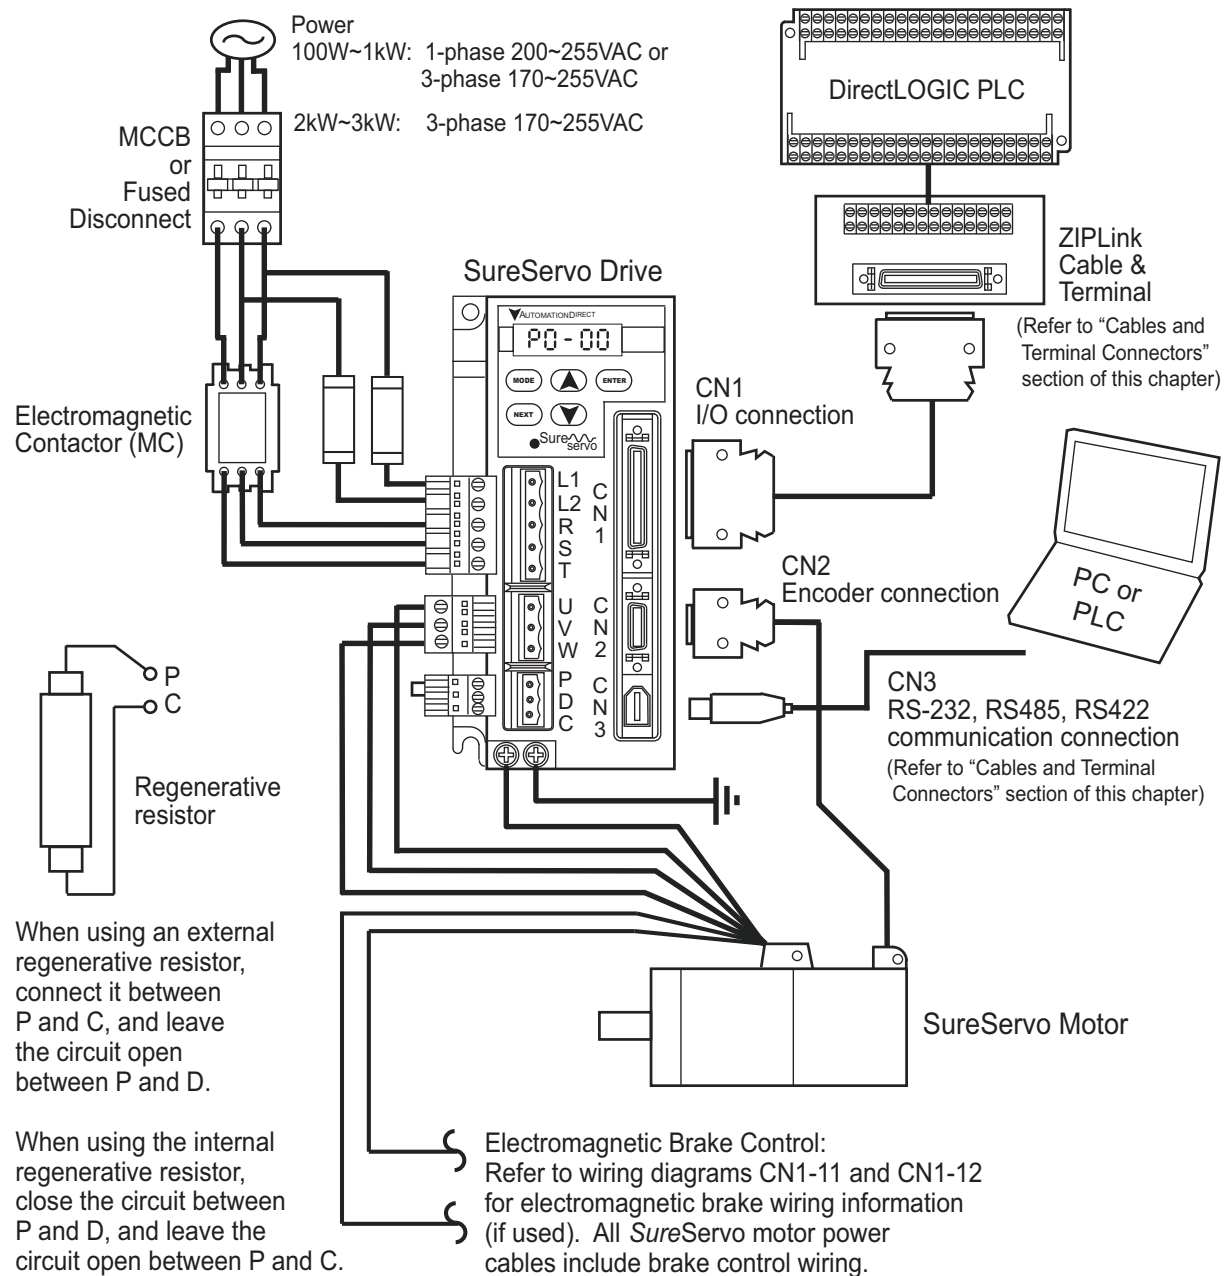 Power
100W~1kW: 1-phase 200~255VAC or
3-phase 170~255VAC
2kW~3kW: 3-phase 170~255VAC
MCCB
or
Fused
Disconnect
Electromagnetic
Contactor (MC)
DirectLOGIC PLC
ZIPLink
Cable &
Terminal
(Refer to “Cables and
Terminal Connectors”
section of this chapter)
SureServo Drive
AUTOMATIONDIRECT
P0-00
MODE
ENTER
NEXT
Sure
servo
L1
L2
R
S
T
U
V
W
P
D
C
C
N
1
C
N
2
C
N
3
CN1
I/O connection
CN2
Encoder connection
PC or
PLC
CN3
RS-232, RS485, RS422
communication connection
(Refer to “Cables and Terminal
Connectors” section of this chapter)
P
C
Regenerative
resistor
When using an external
regenerative resistor,
connect it between
P and C, and leave
the circuit open
between P and D.
When using the internal
regenerative resistor,
close the circuit between
P and D, and leave the
circuit open between P and C.
SureServo Motor
Electromagnetic Brake Control:
Refer to wiring diagrams CN1-11 and CN1-12
for electromagnetic brake wiring information
(if used). All SureServo motor power
cables include brake control wiring.